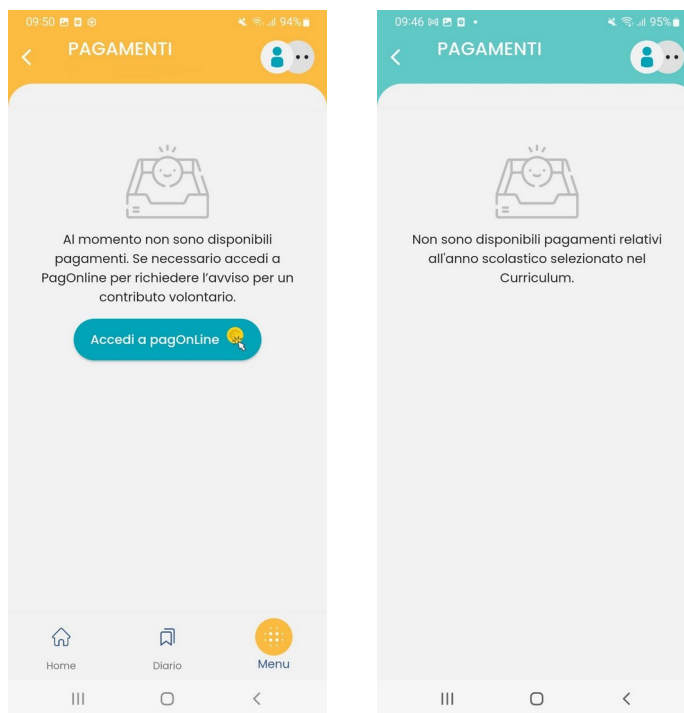 09:50
94%
PAGAMENTI
Al momento non sono disponibili
pagamenti. Se necessario accedi a
PagOnline per richiedere l'avviso per un
contributo volontario.
Accedi a pagOnLine
Home
Diario
Menu
09:46
95%
PAGAMENTI
Non sono disponibili pagamenti relativi
all'anno scolastico selezionato nel
Curriculum.